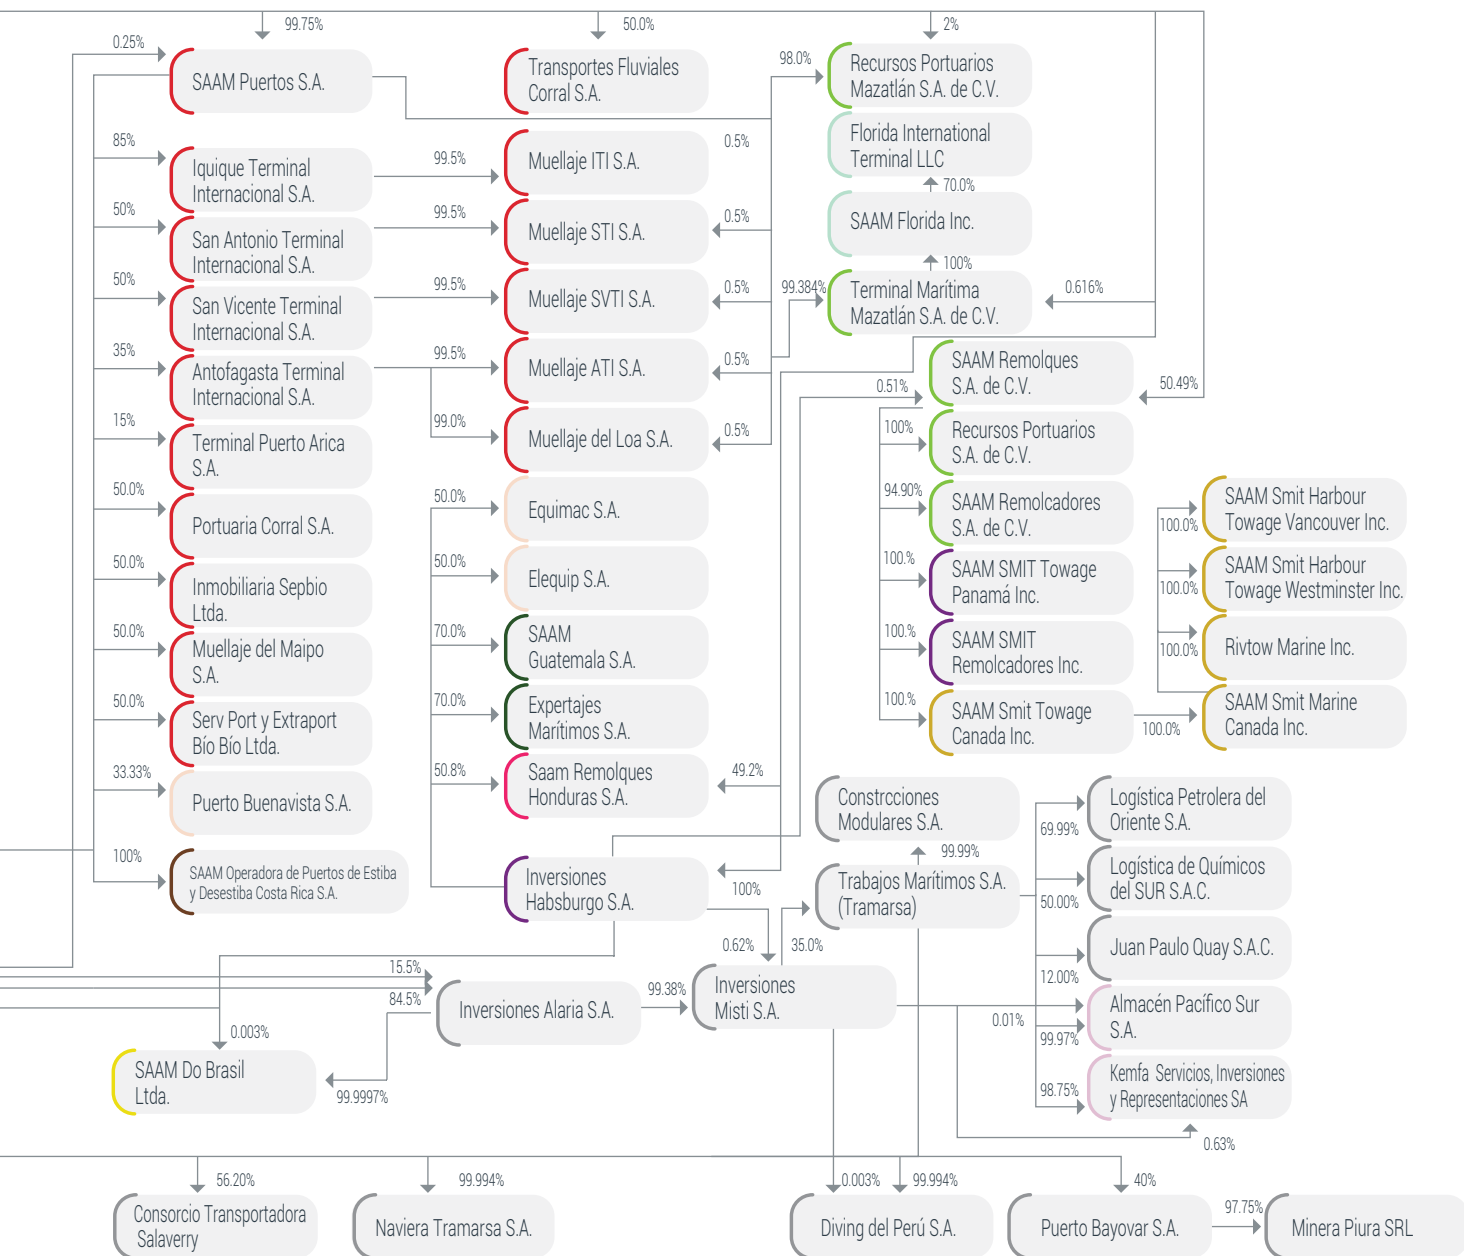 99.75%
50.0%
2%
0.25%
SAAM Puertos S.A.
Transportes Fluviales
Corral S.A.
98.0%
Recursos Portuarios
Mazatlán S.A. de C.V.
85%
Iquique Terminal
Internacional S.A.
99.5%
Muellaje ITI S.A.
0.5%
Florida International
Terminal LLC
70.0%
50%
San Antonio Terminal
Internacional S.A.
99.5%
Muellaje STI S.A.
0.5%
SAAM Florida Inc.
100%
50%
San Vicente Terminal
Internacional S.A.
99.5%
Muellaje SVTI S.A.
0.5%
99.384%
Terminal Marítima
Mazatlán S.A. de C.V.
0.616%
35%
Antofagasta Terminal
Internacional S.A.
99.5%
Muellaje ATI S.A.
0.5%
0.51%
SAAM Remolques
S.A. de C.V.
50.49%
15%
Terminal Puerto Arica
S.A.
99.0%
Muellaje del Loa S.A.
0.5%
100%
Recursos Portuarios
S.A. de C.V.
50.0%
Portuaria Corral S.A.
50.0%
Equimac S.A.
94.90%
SAAM Remolcadores
S.A. de C.V.
SAAM Smit Harbour
Towage Vancouver Inc.
100.0%
50.0%
Inmobiliaria Sepbio
Ltda.
50.0%
Elequip S.A.
100.%
SAAM SMIT Towage
Panamá Inc.
SAAM Smit Harbour
Towage Westminster Inc.
100.0%
50.0%
Muellaje del Maipo
S.A.
70.0%
SAAM
Guatemala S.A.
100.%
SAAM SMIT
Remolcadores Inc.
100.0%
Rivtow Marine Inc.
50.0%
Serv Port y Extraport
Bío Bío Ltda.
70.0%
Expertajes
Marítimos S.A.
100.%
SAAM Smit Towage
Canada Inc.
100.0%
SAAM Smit Marine
Canada Inc.
33.33%
Puerto Buenavista S.A.
50.8%
Saam Remolques
Honduras S.A.
49.2%
Constrcciones
Modulares S.A.
99.99%
Logística Petrolera del
Oriente S.A.
69.99%
100%
SAAM Operadora de Puertos de Estiba
y Desestiba Costa Rica S.A.
Inversiones
Habsburgo S.A.
100%
Trabajos Marítimos S.A.
(Tramarsa)
Logística de Químicos
del SUR S.A.C.
50.00%
0.62%
35.0%
Juan Paulo Quay S.A.C.
12.00%
15.5%
84.5%
Inversiones Alaria S.A.
99.38%
Inversiones
Misti S.A.
0.01%
Almacén Pacífico Sur
S.A.
99.97%
0.003%
SAAM Do Brasil
Ltda.
99.9997%
98.75%
Kemfa Servicios, Inversiones
y Representaciones SA
0.63%
56.20%
Consorcio Transportadora
Salaverry
99.994%
Naviera Tramarsa S.A.
0.003%
99.994%
Diving del Perú S.A.
40%
Puerto Bayovar S.A.
97.75%
Minera Piura SRL